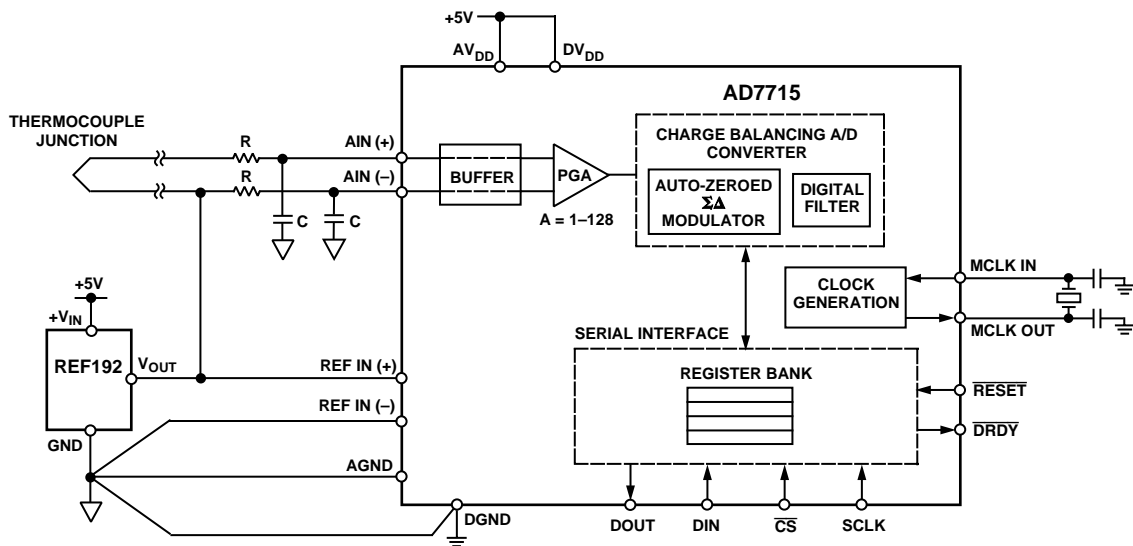 +5V
AVDD
DVDD
AD7715
THERMOCOUPLE
JUNCTION
R
AIN (+)
R
AIN (–)
C
C
BUFFER
PGA
A = 1–128
CHARGE BALANCING A/D
CONVERTER
AUTO-ZEROED
ΣΔ
MODULATOR
DIGITAL
FILTER
CLOCK
GENERATION
MCLK IN
MCLK OUT
+5V
+VIN
REF192
VOUT
GND
REF IN (+)
REF IN (–)
AGND
DGND
SERIAL INTERFACE
REGISTER BANK
RESET
DRDY
DOUT
DIN
CS
SCLK